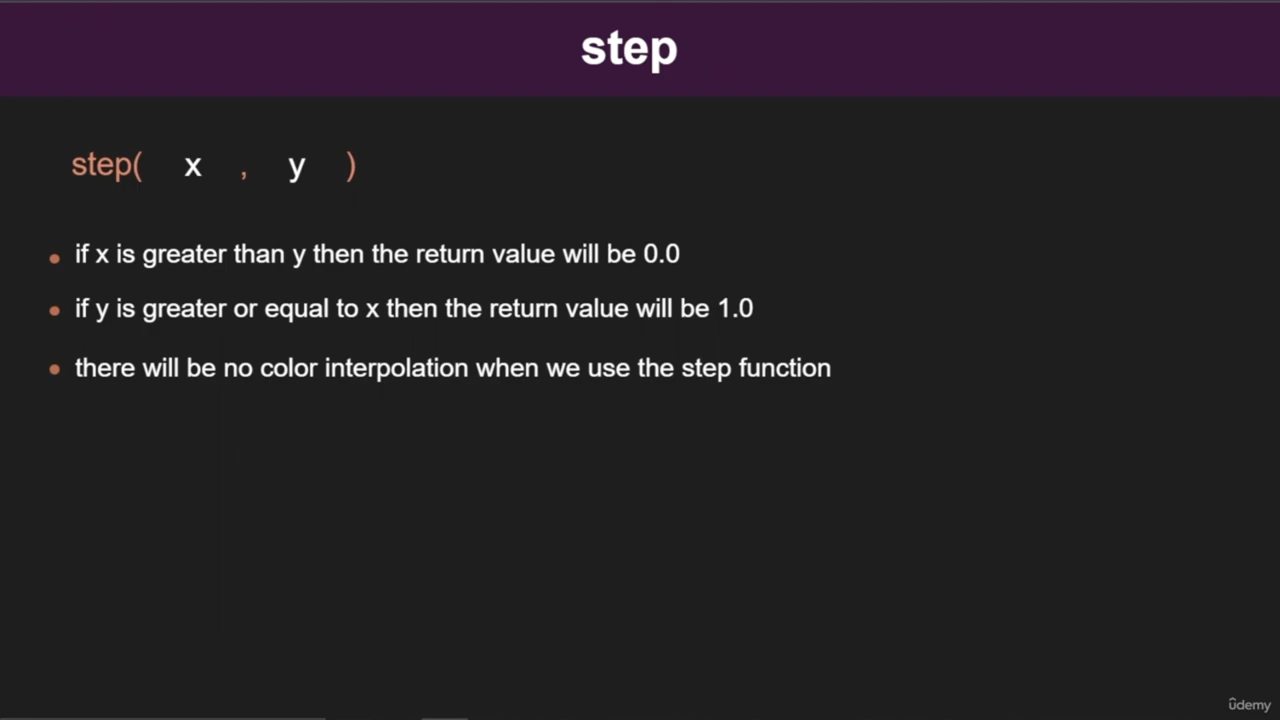 step
step( x , y )
if x is greater than y then the return value will be 0.0
if y is greater or equal to x then the return value will be 1.0
there will be no color interpolation when we use the step function
ûdemy